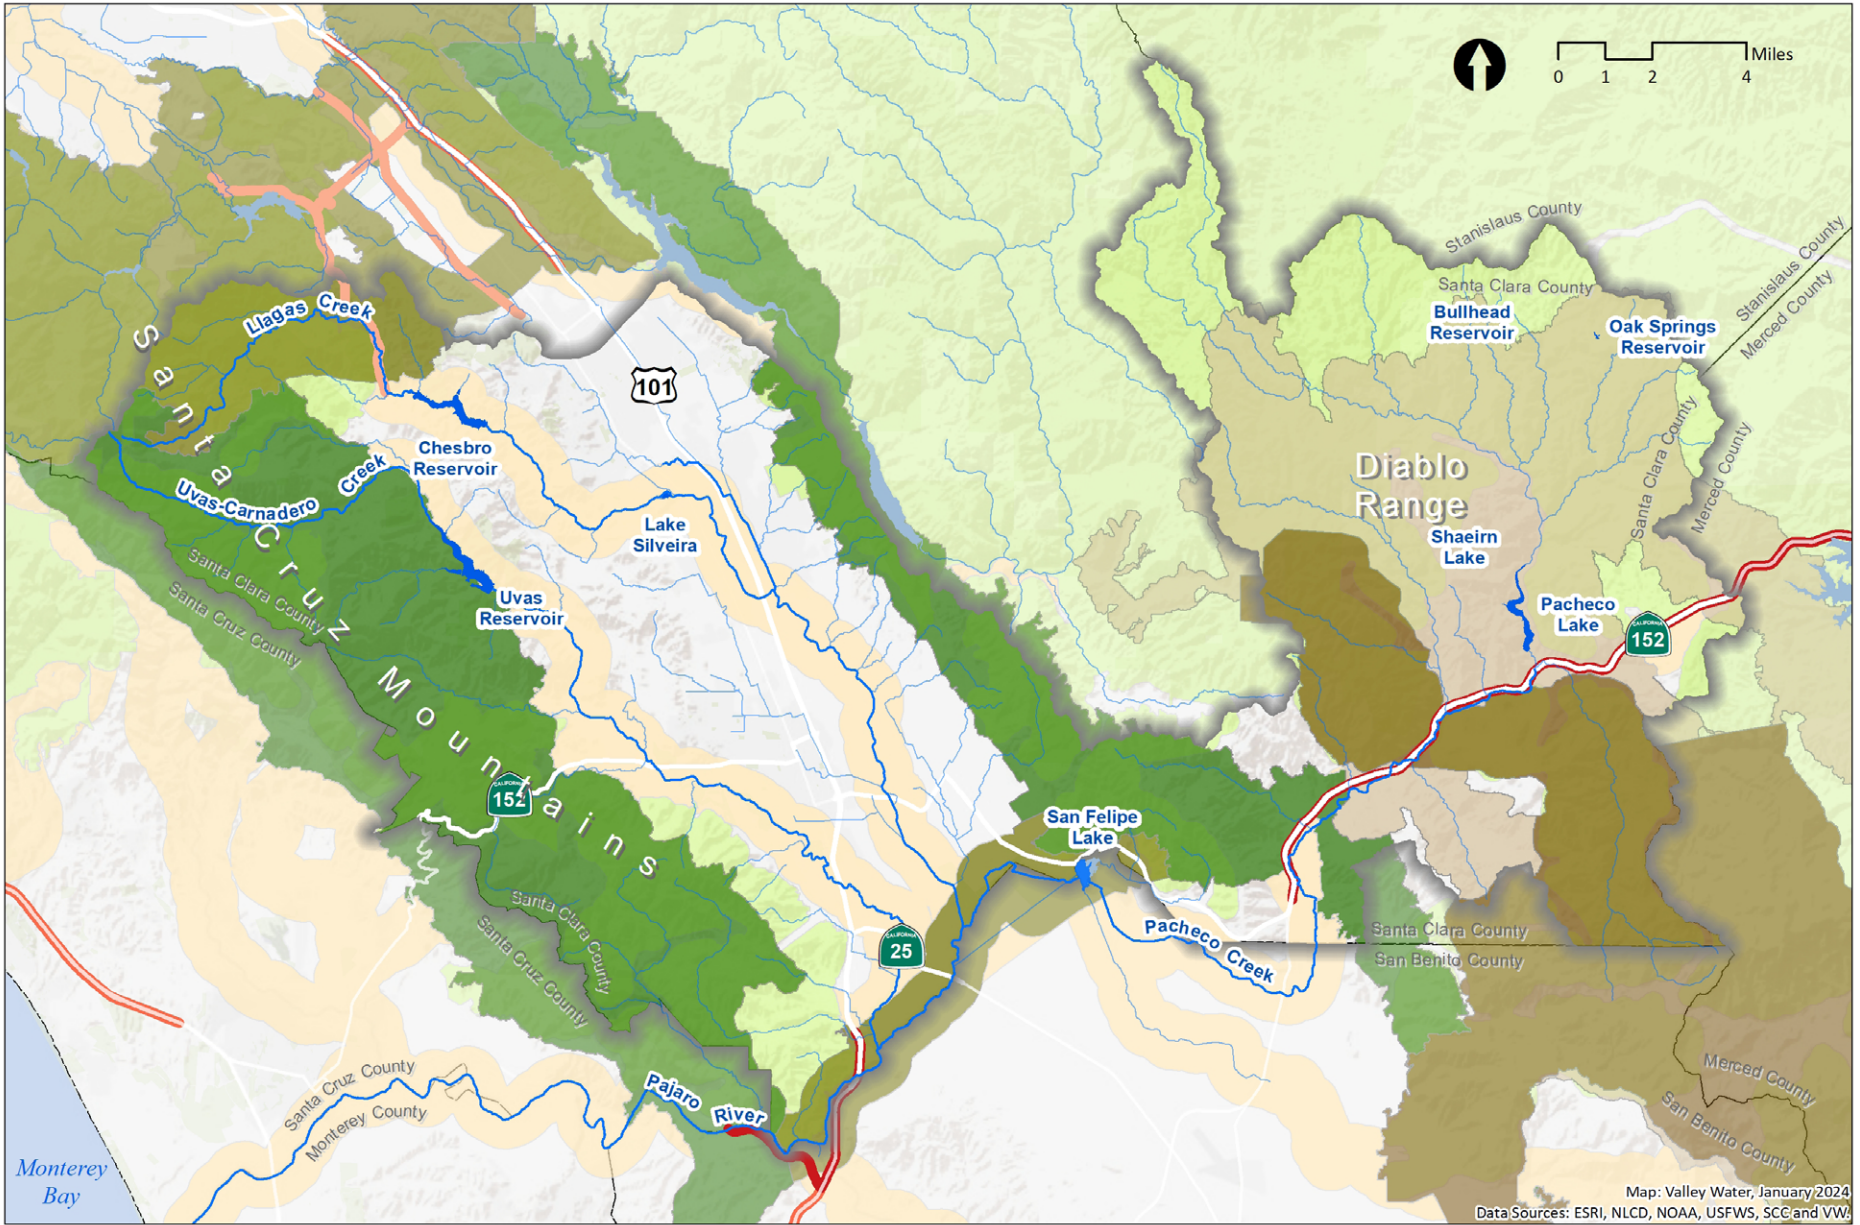 Miles
0 1 2 4
Stanislaus County
Santa Clara County
Stanislaus County
Merced County
Bullhead
Reservoir
Oak Springs
Reservoir
Llagas Creek
101
Chesbro
Reservoir
Santa Cruz Mountains
Uvas-Carnadero Creek
Diablo
Range
Santa Clara County
Merced County
Lake
Silveira
Shaeirn
Lake
Santa Clara County
Santa Cruz County
Uvas
Reservoir
Pacheco
Lake
CALIFORNIA
152
CALIFORNIA
152
San Felipe
Lake
Santa Clara County
Santa Cruz County
CALIFORNIA
25
Pacheco Creek
Santa Clara County
San Benito County
Santa Cruz County
Monterey County
Pajaro River
Merced County
San Benito County
Monterey
Bay
Map: Valley Water, January 2024
Data Sources: ESRI, NLCD, NOAA, USFWS, SCC and VW.